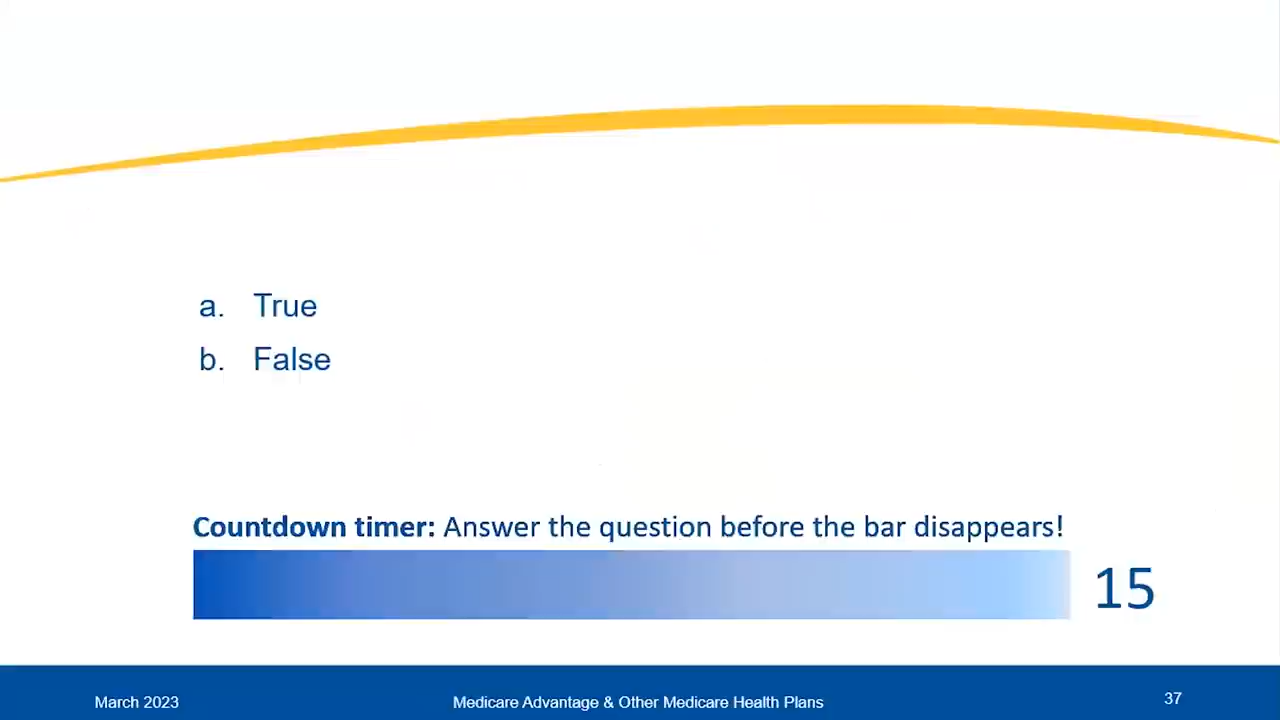 a. True
b. False
Countdown timer: Answer the question before the bar disappears!
15
March 2023
Medicare Advantage & Other Medicare Health Plans
37